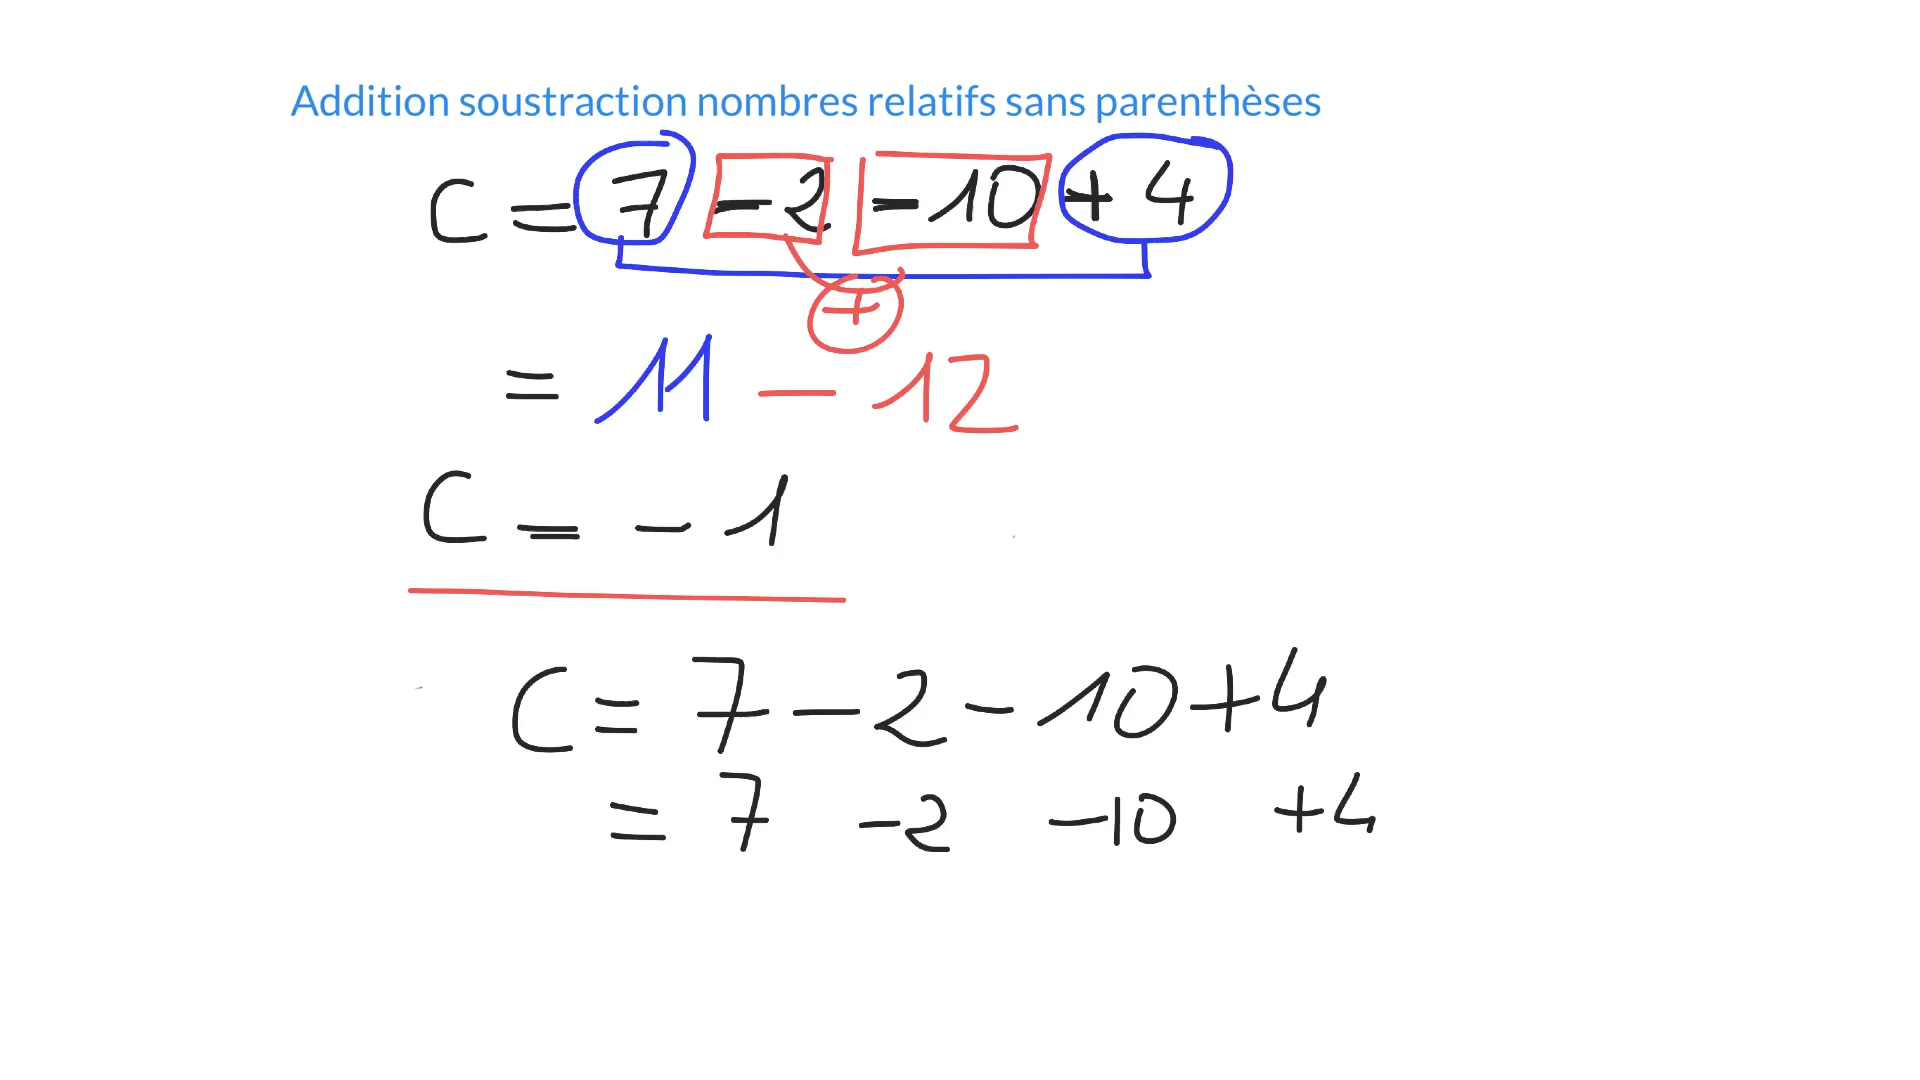 Addition soustraction nombres relatifs sans parenthèses
C = 7 - 2 - 10 + 4
+
= 11 - 12
C = - 1
C = 7 - 2 - 10 + 4
= 7 -2 -10 +4